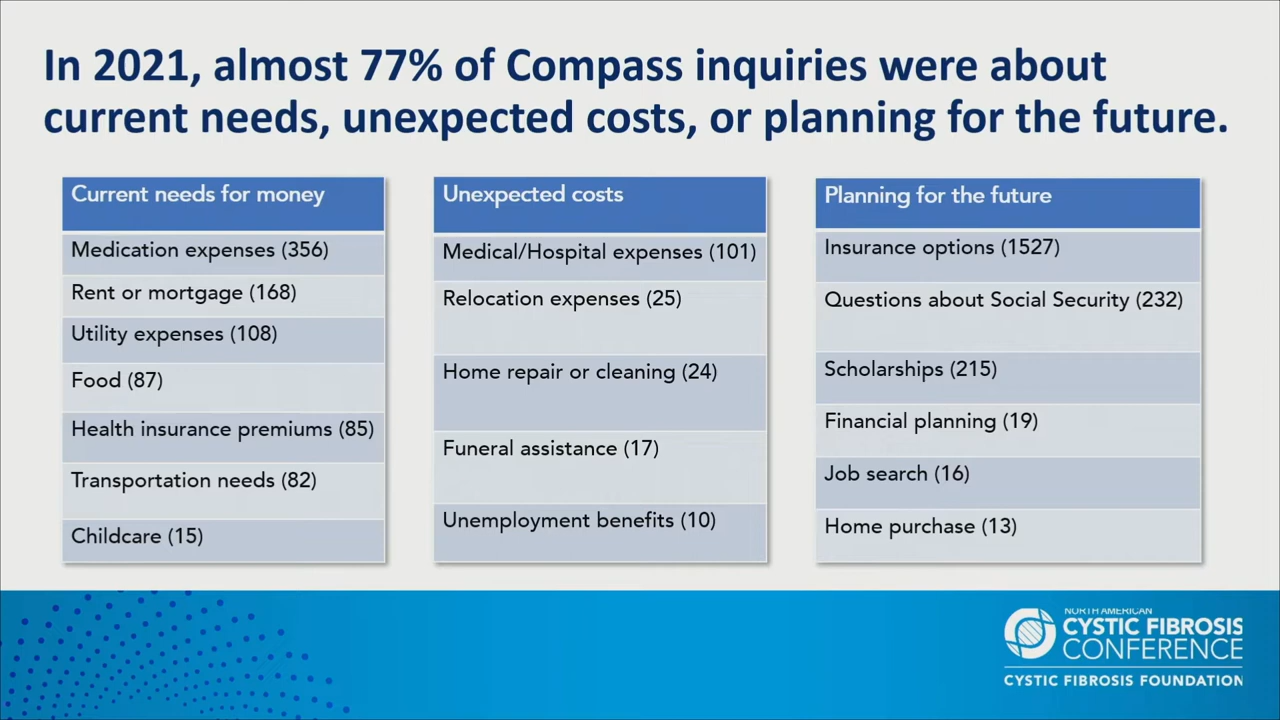 In 2021, almost 77% of Compass inquiries were about
current needs, unexpected costs, or planning for the future.
Current needs for money
Medication expenses (356)
Rent or mortgage (168)
Utility expenses (108)
Food (87)
Health insurance premiums (85)
Transportation needs (82)
Childcare (15)
Unexpected costs
Medical/Hospital expenses (101)
Relocation expenses (25)
Home repair or cleaning (24)
Funeral assistance (17)
Unemployment benefits (10)
Planning for the future
Insurance options (1527)
Questions about Social Security (232)
Scholarships (215)
Financial planning (19)
Job search (16)
Home purchase (13)
NORTH AMERICAN
CYSTIC FIBROSIS
CONFERENCE
CYSTIC FIBROSIS FOUNDATION